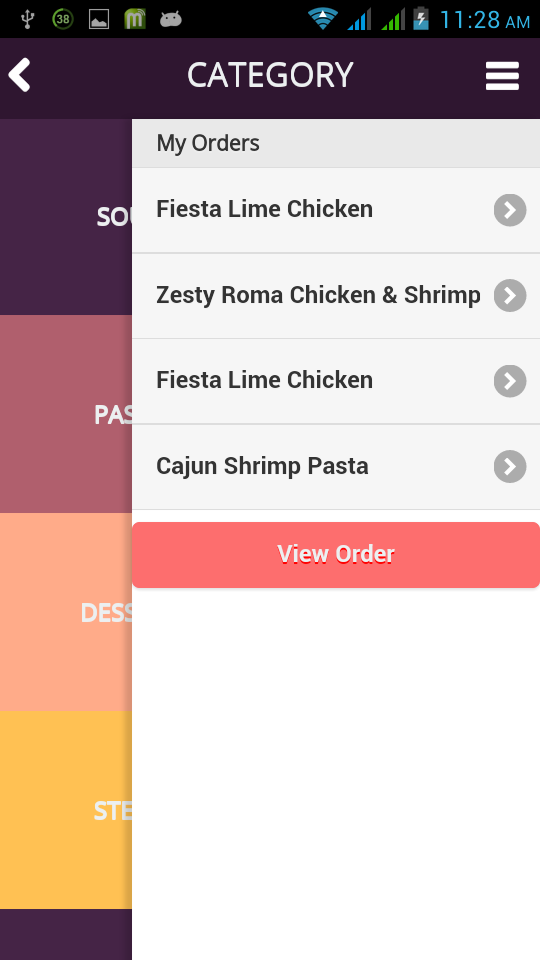 38
11:28 AM
CATEGORY
My Orders
SOU
Fiesta Lime Chicken
Zesty Roma Chicken & Shrimp
PAS
Fiesta Lime Chicken
Cajun Shrimp Pasta
View Order
DESS
STE